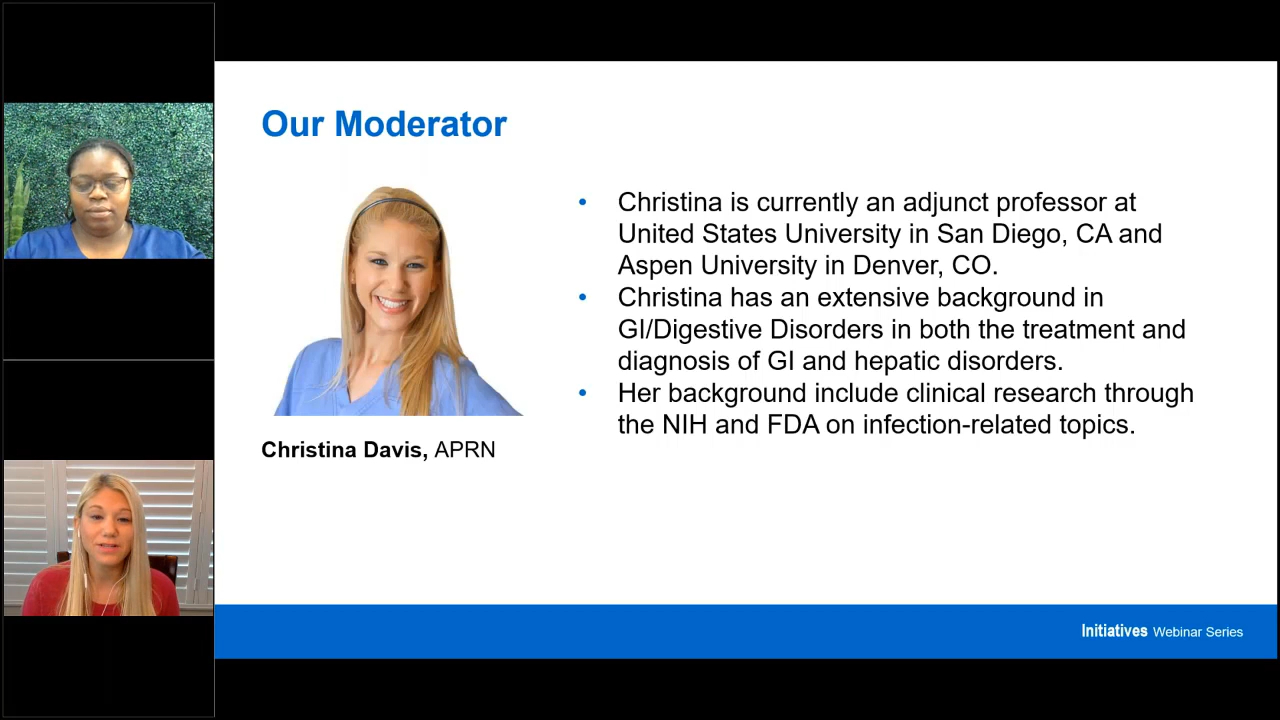 Our Moderator
• Christina is currently an adjunct professor at
United States University in San Diego, CA and
Aspen University in Denver, CO.
• Christina has an extensive background in
GI/Digestive Disorders in both the treatment and
diagnosis of GI and hepatic disorders.
• Her background include clinical research through
the NIH and FDA on infection-related topics.
Christina Davis, APRN
Initiatives Webinar Series